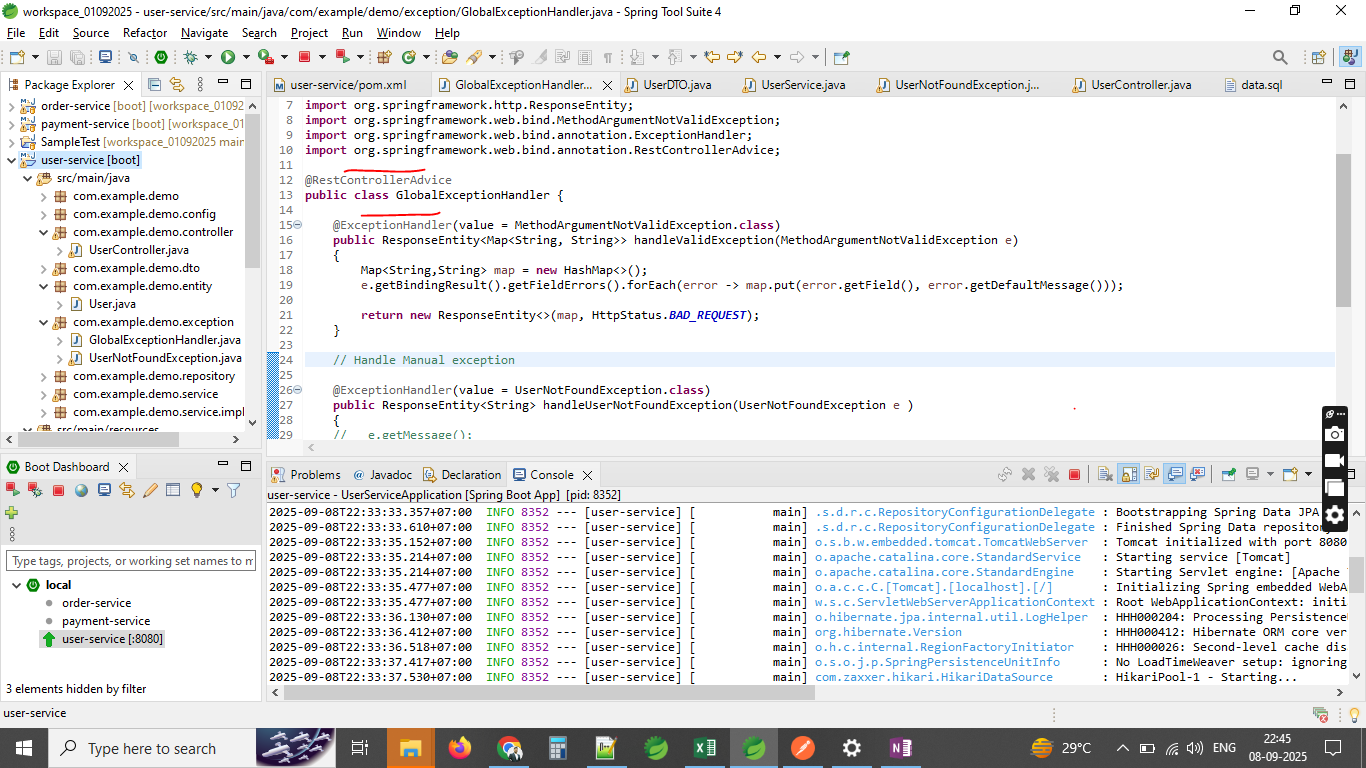 workspace_01092025 - user-service/src/main/java/com/example/demo/exception/GlobalExceptionHandler.java - Spring Tool Suite 4
File Edit Source Refactor Navigate Search Project Run Window Help
Package Explorer
order-service [boot] [workspace_01092
payment-service [boot] [workspace_01
SampleTest [workspace_01092025 main
user-service [boot]
src/main/java
com.example.demo
com.example.demo.config
com.example.demo.controller
UserController.java
com.example.demo.dto
com.example.demo.entity
User.java
com.example.demo.exception
GlobalExceptionHandler.java
UserNotFoundException.java
com.example.demo.repository
com.example.demo.service
com.example.demo.service.impl
src/main/resources
user-service/pom.xml GlobalExceptionHandler... UserDTO.java UserService.java UserNotFoundException.j... UserController.java data.sql
7 import org.springframework.http.ResponseEntity;
8 import org.springframework.web.bind.MethodArgumentNotValidException;
9 import org.springframework.web.bind.annotation.ExceptionHandler;
10 import org.springframework.web.bind.annotation.RestControllerAdvice;
11
12 @RestControllerAdvice
13 public class GlobalExceptionHandler {
14
15 @ExceptionHandler(value = MethodArgumentNotValidException.class)
16 public ResponseEntity<Map<String, String>> handleValidException(MethodArgumentNotValidException e)
17 {
18 Map<String,String> map = new HashMap<>();
19 e.getBindingResult().getFieldErrors().forEach(error -> map.put(error.getField(), error.getDefaultMessage()));
20
21 return new ResponseEntity<>(map, HttpStatus.BAD_REQUEST);
22 }
23
24 // Handle Manual exception
25
26 @ExceptionHandler(value = UserNotFoundException.class)
27 public ResponseEntity<String> handleUserNotFoundException(UserNotFoundException e )
28 {
29 // e.getMessage();
Boot Dashboard
Type tags, projects, or working set names to m
local
order-service
payment-service
user-service [:8080]
3 elements hidden by filter
Problems @ Javadoc Declaration Console
user-service - UserServiceApplication [Spring Boot App] [pid: 8352]
2025-09-08T22:33:33.357+07:00 INFO 8352 --- [user-service] [ main] .s.d.r.c.RepositoryConfigurationDelegate : Bootstrapping Spring Data JPA
2025-09-08T22:33:33.610+07:00 INFO 8352 --- [user-service] [ main] .s.d.r.c.RepositoryConfigurationDelegate : Finished Spring Data repositor
2025-09-08T22:33:35.152+07:00 INFO 8352 --- [user-service] [ main] o.s.b.w.embedded.tomcat.TomcatWebServer : Tomcat initialized with port 8080
2025-09-08T22:33:35.214+07:00 INFO 8352 --- [user-service] [ main] o.apache.catalina.core.StandardService : Starting service [Tomcat]
2025-09-08T22:33:35.214+07:00 INFO 8352 --- [user-service] [ main] o.apache.catalina.core.StandardEngine : Starting Servlet engine: [Apache
2025-09-08T22:33:35.477+07:00 INFO 8352 --- [user-service] [ main] o.a.c.c.C.[Tomcat].[localhost].[/] : Initializing Spring embedded WebA
2025-09-08T22:33:35.477+07:00 INFO 8352 --- [user-service] [ main] w.s.c.ServletWebServerApplicationContext : Root WebApplicationContext: initi
2025-09-08T22:33:36.130+07:00 INFO 8352 --- [user-service] [ main] o.hibernate.jpa.internal.util.LogHelper : HHH000204: Processing Persistence
2025-09-08T22:33:36.412+07:00 INFO 8352 --- [user-service] [ main] org.hibernate.Version : HHH000412: Hibernate ORM core ver
2025-09-08T22:33:36.518+07:00 INFO 8352 --- [user-service] [ main] o.h.c.internal.RegionFactoryInitiator : HHH000026: Second-level cache dis
2025-09-08T22:33:37.417+07:00 INFO 8352 --- [user-service] [ main] o.s.o.j.p.SpringPersistenceUnitInfo : No LoadTimeWeaver setup: ignoring
2025-09-08T22:33:37.530+07:00 INFO 8352 --- [user-service] [ main] com.zaxxer.hikari.HikariDataSource : HikariPool-1 - Starting...
user-service
Type here to search
29°C
ENG
22:45
08-09-2025